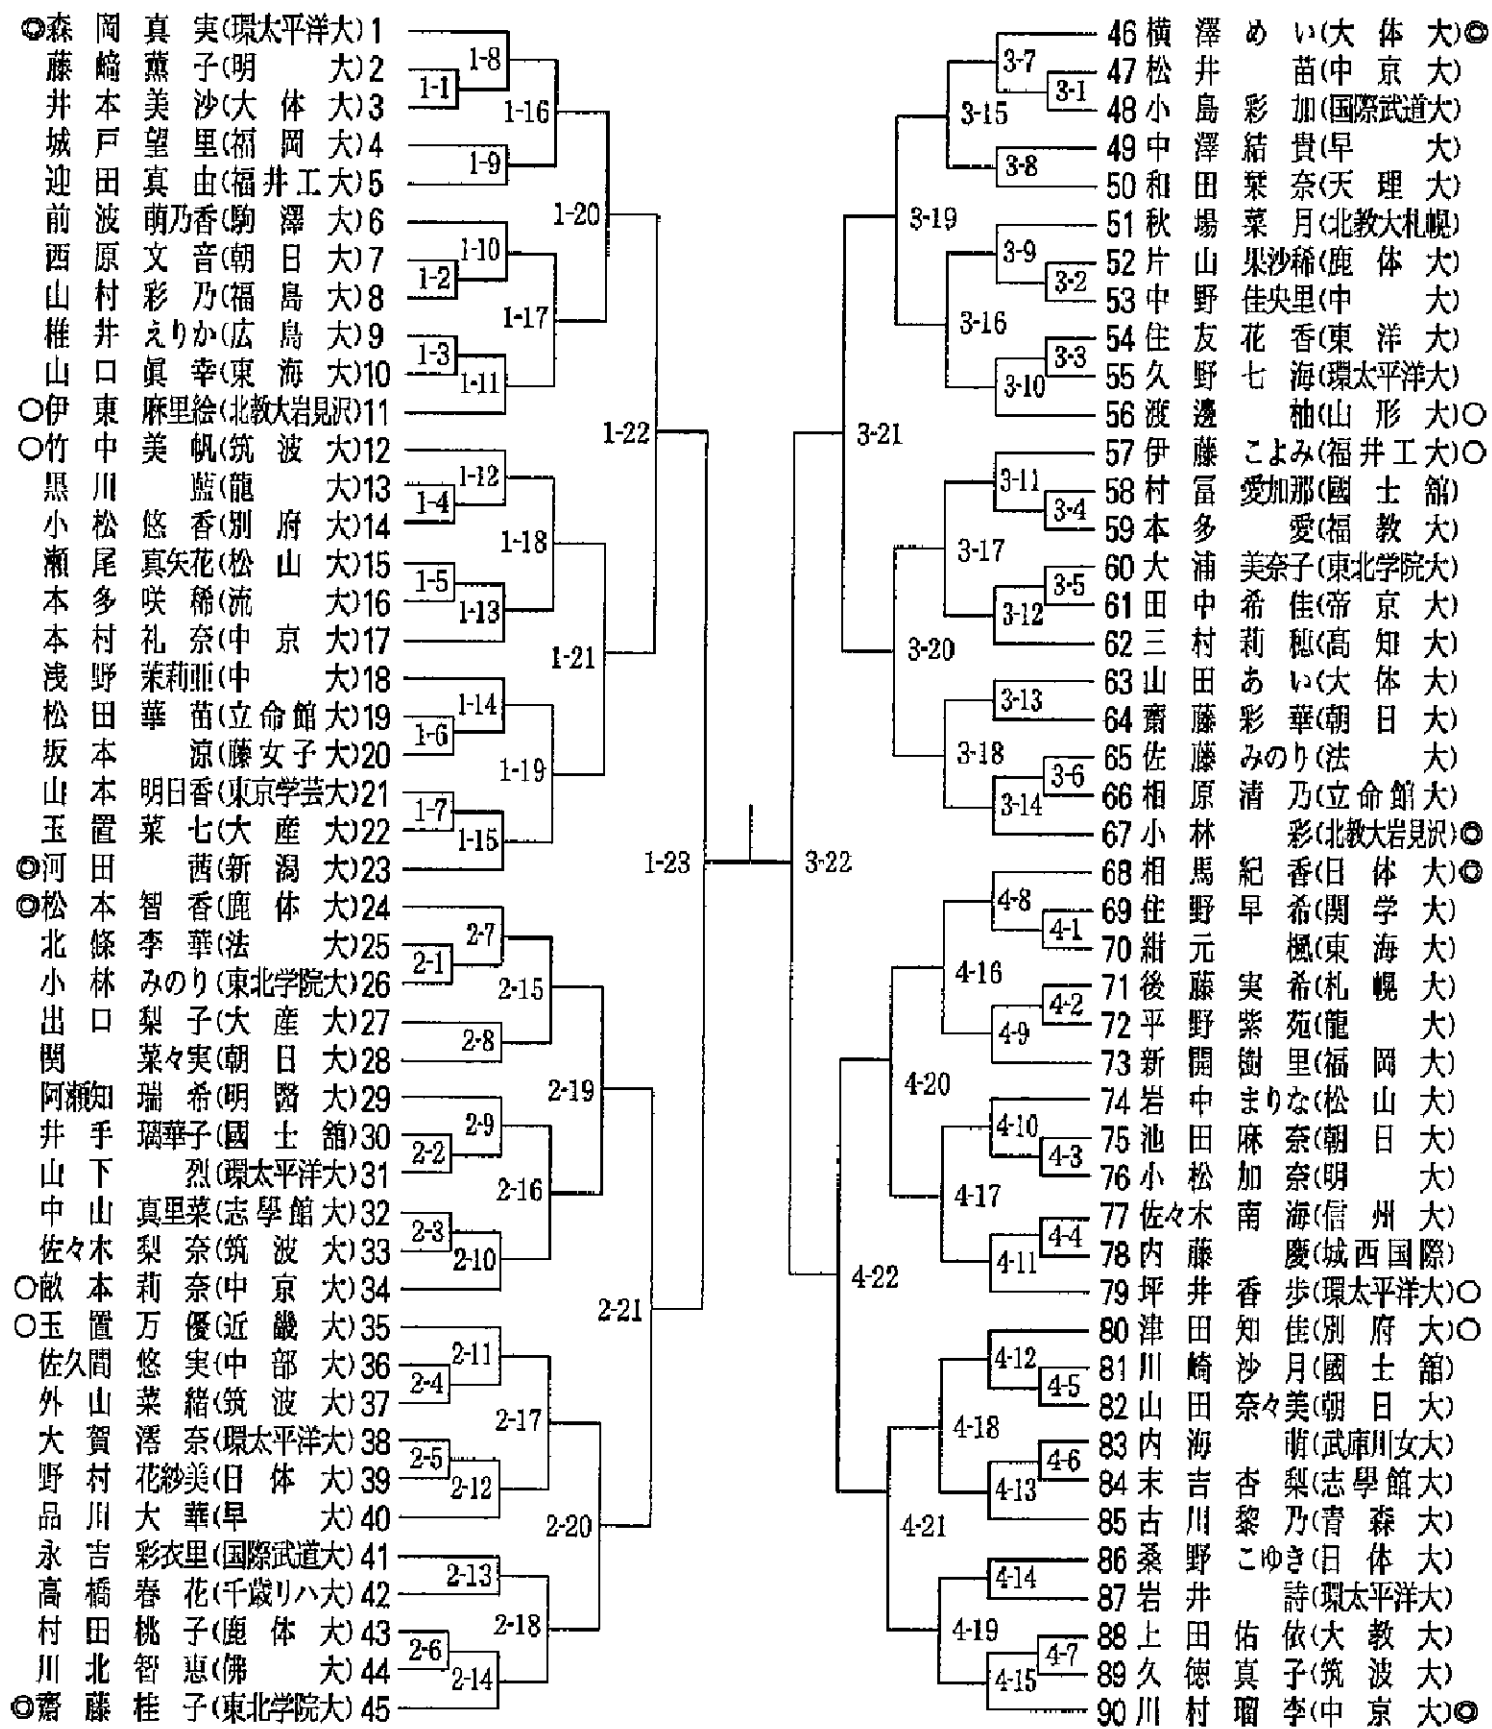 ◎森岡真実(環太平洋大)1
藤﨑薫子(明大)2
井本美沙(大体大)3
城戸望里(福岡大)4
迎田真由(福井工大)5
前波萌乃香(駒澤大)6
西原文音(朝日大)7
山村彩乃(福島大)8
椎井えりか(広島大)9
山口眞幸(東海大)10
○伊東麻里絵(北教大岩見沢)11
○竹中美帆(筑波大)12
黒川藍(龍大)13
小松悠香(別府大)14
瀬尾真矢花(松山大)15
本多咲稀(流大)16
本村礼奈(中京大)17
浅野茉莉亜(中大)18
松田華苗(立命館大)19
坂本涼(藤女子大)20
山本明日香(東京学芸大)21
玉置菜七(大産大)22
◎河田茜(新潟大)23
◎松本智香(鹿体大)24
北條李華(法大)25
小林みのり(東北学院大)26
出口梨子(大産大)27
関菜々実(朝日大)28
阿瀬知瑞希(明醫大)29
井手瑞華子(國士舘)30
山下烈(環太平洋大)31
中山真里菜(志學館大)32
佐々木梨奈(筑波大)33
○畝本莉奈(中京大)34
○玉置万優(近畿大)35
佐久間悠実(中部大)36
外山菜緒(筑波大)37
大賀澪奈(環太平洋大)38
野村花紗美(日体大)39
品川大華(早大)40
永吉彩衣里(国際武道大)41
高橋春花(千歳リハ大)42
村田桃子(鹿体大)43
川北智恵(佛大)44
◎齋藤桂子(東北学院大)45
1-1
1-2
1-3
1-4
1-5
1-6
1-7
1-8
1-9
1-10
1-11
1-12
1-13
1-14
1-15
1-16
1-17
1-18
1-19
1-20
1-21
1-22
1-23
2-1
2-2
2-3
2-4
2-5
2-6
2-7
2-8
2-9
2-10
2-11
2-12
2-13
2-14
2-15
2-16
2-17
2-18
2-19
2-20
2-21
46横澤めい(大体大)◎
47松井苗(中京大)
48小島彩加(国際武道大)
49中澤結貴(早大)
50和田栞奈(天理大)
51秋場菜月(北教大札幌)
52片山果沙稀(鹿体大)
53中野佳央里(中大)
54住友花香(東洋大)
55久野七海(環太平洋大)
56渡邊柚(山形大)○
57伊藤こよみ(福井工大)○
58村冨愛加那(國士舘)
59本多愛(福教大)
60大浦美奈子(東北学院大)
61田中希佳(帝京大)
62三村莉穂(高知大)
63山田あい(大体大)
64齋藤彩華(朝日大)
65佐藤みのり(法大)
66相原清乃(立命館大)
67小林彩(北教大岩見沢)◎
68相馬紀香(日体大)◎
69住野早希(関学大)
70紺元楓(東海大)
71後藤実希(札幌大)
72平野紫苑(龍大)
73新開樹里(福岡大)
74岩中まりな(松山大)
75池田麻奈(朝日大)
76小松加奈(明大)
77佐々木南海(信州大)
78内藤慶(城西国際)
79坪井香歩(環太平洋大)○
80津田知佳(別府大)○
81川崎沙月(國士舘)
82山田奈々美(朝日大)
83内海萌(武庫川女大)
84末吉杏梨(志學館大)
85古川黎乃(青森大)
86桑野こゆき(日体大)
87岩井詩(環太平洋大)
88上田佑依(大教大)
89久徳真子(筑波大)
90川村瑠李(中京大)◎
3-1
3-2
3-3
3-4
3-5
3-6
3-7
3-8
3-9
3-10
3-11
3-12
3-13
3-14
3-15
3-16
3-17
3-18
3-19
3-20
3-21
3-22
4-1
4-2
4-3
4-4
4-5
4-6
4-7
4-8
4-9
4-10
4-11
4-12
4-13
4-14
4-15
4-16
4-17
4-18
4-19
4-20
4-21
4-22